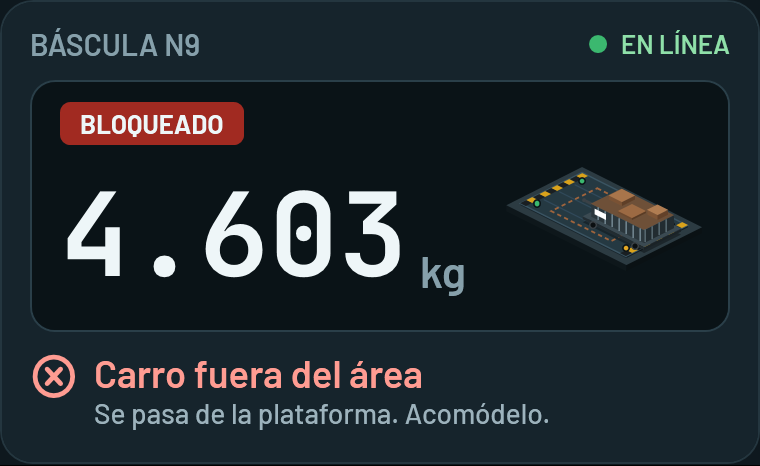 BÁSCULA N9
EN LÍNEA
BLOQUEADO
4.603 kg
Carro fuera del área
Se pasa de la plataforma. Acomódelo.